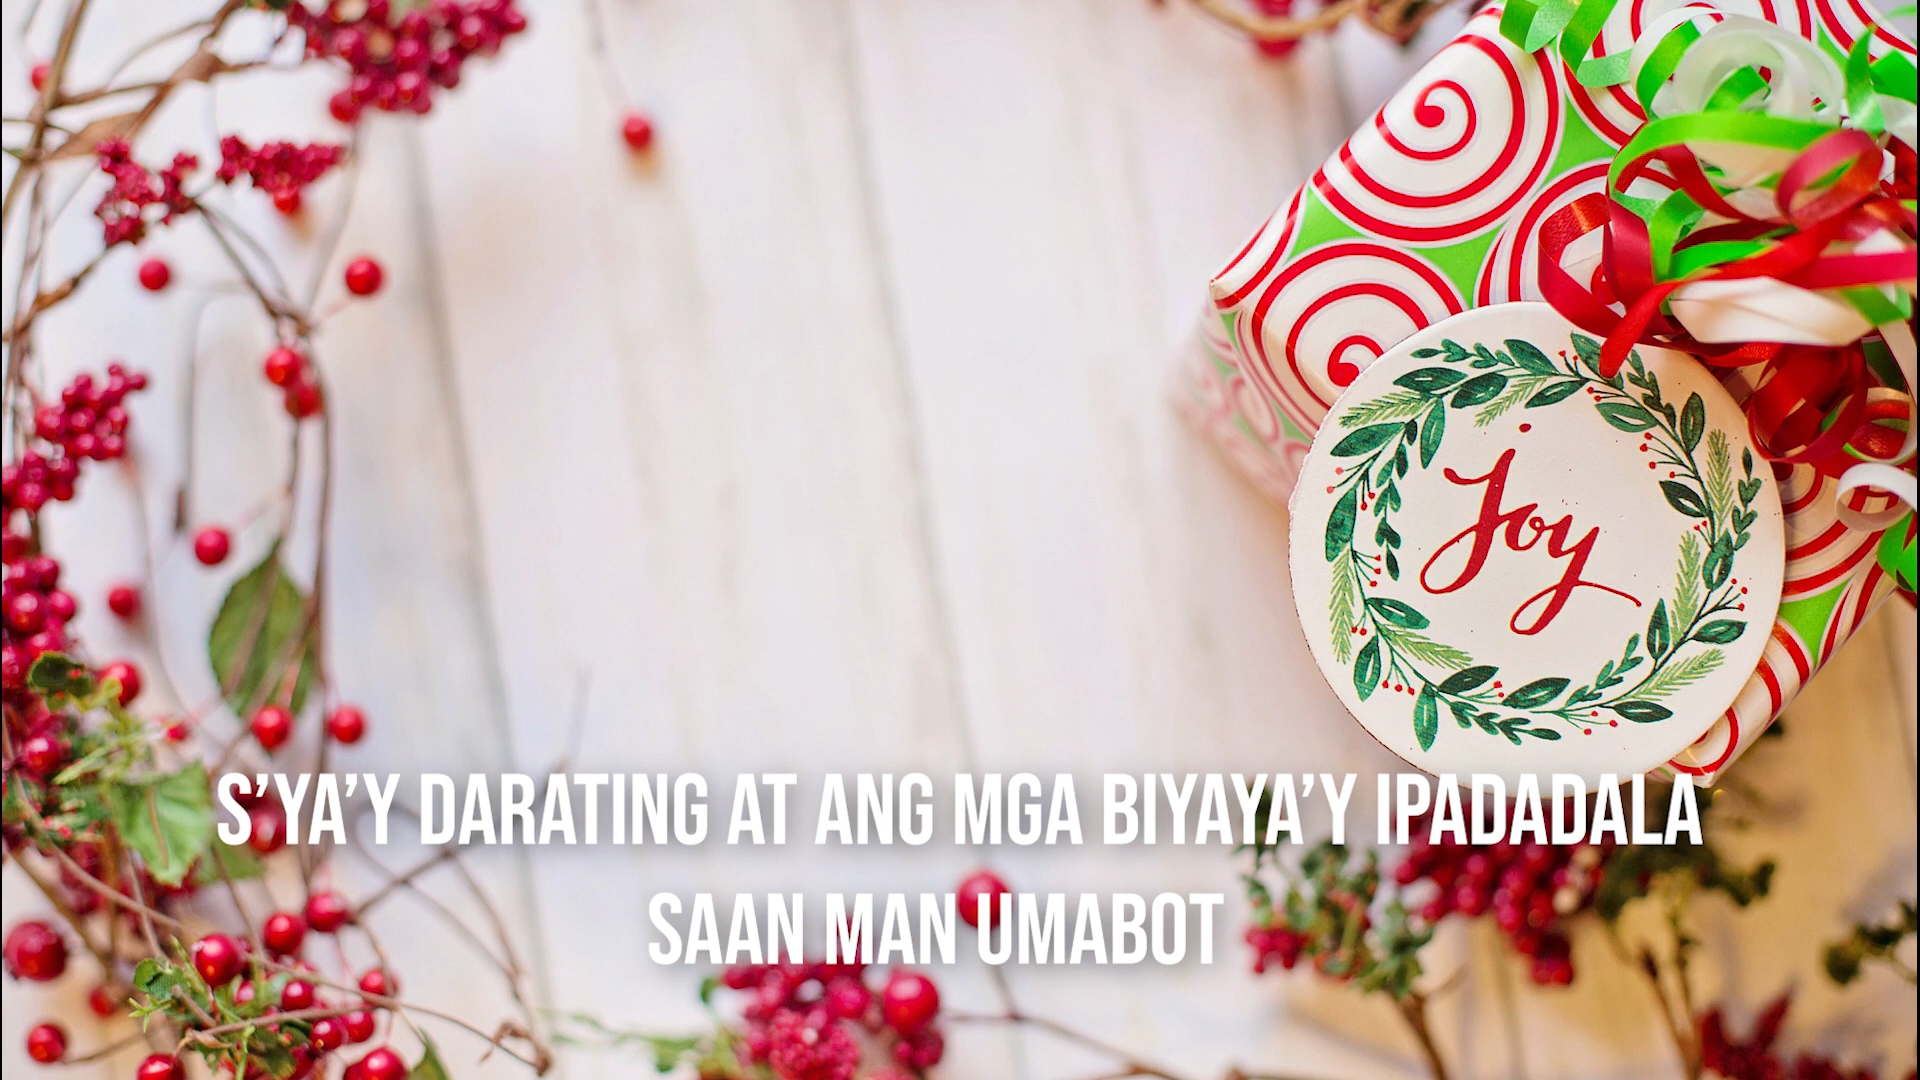 Joy
S’YA’Y DARATING AT ANG MGA BIYAYA’Y IPADADALA
SAAN MAN UMABOT